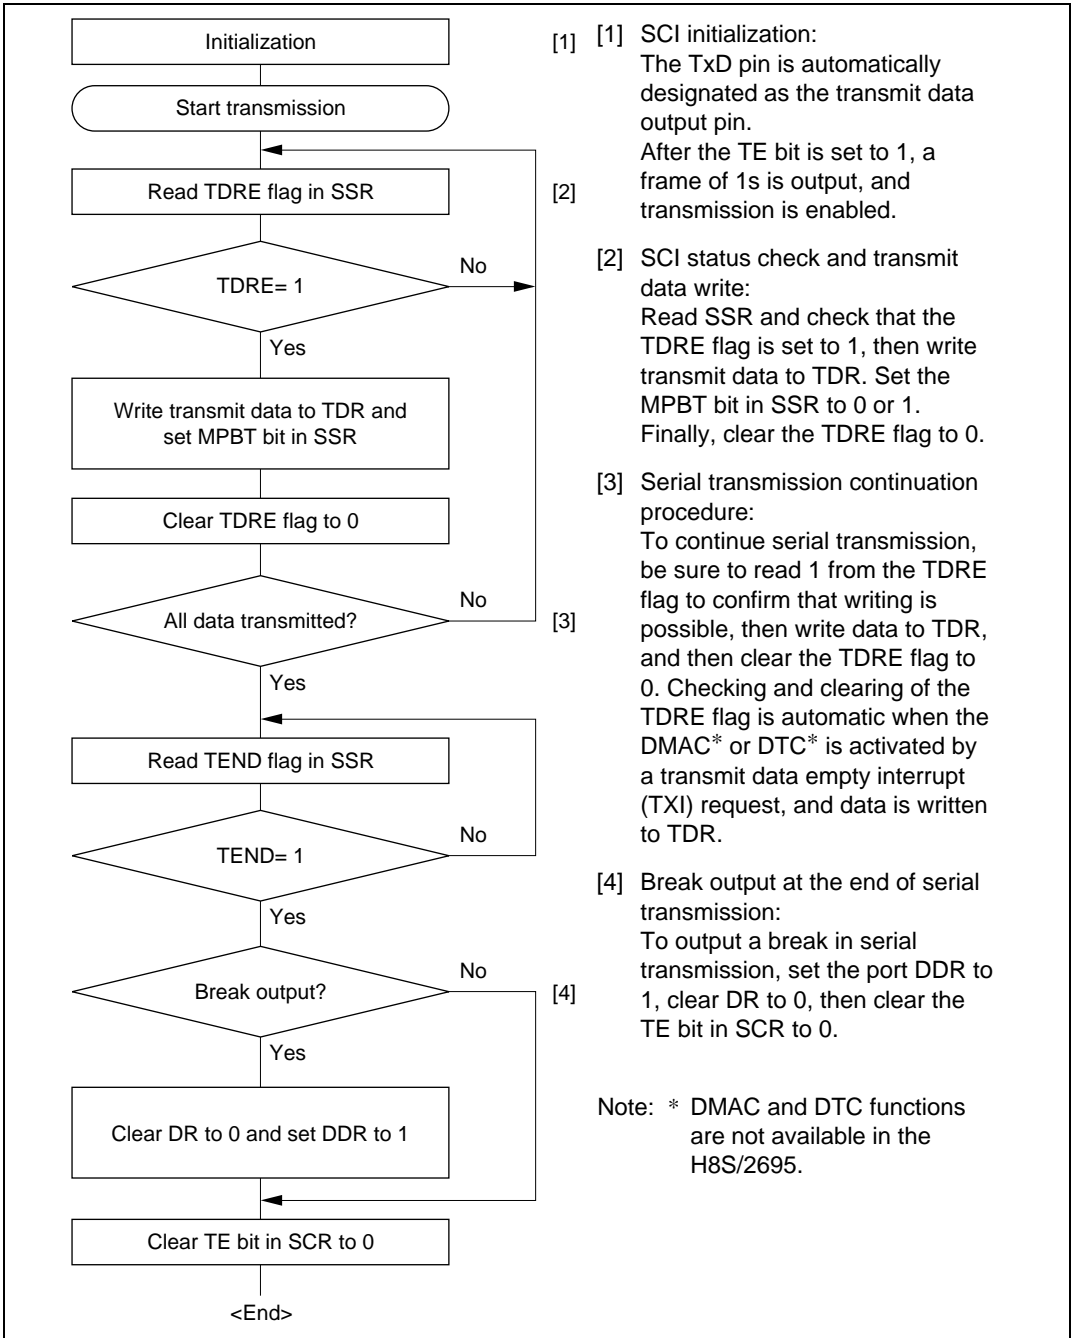 Initialization
[1]
Start transmission
Read TDRE flag in SSR
[2]
TDRE= 1
No
Yes
Write transmit data to TDR and
set MPBT bit in SSR
Clear TDRE flag to 0
All data transmitted?
No
[3]
Yes
Read TEND flag in SSR
TEND= 1
No
Yes
Break output?
No
[4]
Yes
Clear DR to 0 and set DDR to 1
Clear TE bit in SCR to 0
<End>
[1] SCI initialization:
The TxD pin is automatically
designated as the transmit data
output pin.
After the TE bit is set to 1, a
frame of 1s is output, and
transmission is enabled.
[2] SCI status check and transmit
data write:
Read SSR and check that the
TDRE flag is set to 1, then write
transmit data to TDR. Set the
MPBT bit in SSR to 0 or 1.
Finally, clear the TDRE flag to 0.
[3] Serial transmission continuation
procedure:
To continue serial transmission,
be sure to read 1 from the TDRE
flag to confirm that writing is
possible, then write data to TDR,
and then clear the TDRE flag to
0. Checking and clearing of the
TDRE flag is automatic when the
DMAC* or DTC* is activated by
a transmit data empty interrupt
(TXI) request, and data is written
to TDR.
[4] Break output at the end of serial
transmission:
To output a break in serial
transmission, set the port DDR to
1, clear DR to 0, then clear the
TE bit in SCR to 0.
Note: * DMAC and DTC functions
are not available in the
H8S/2695.